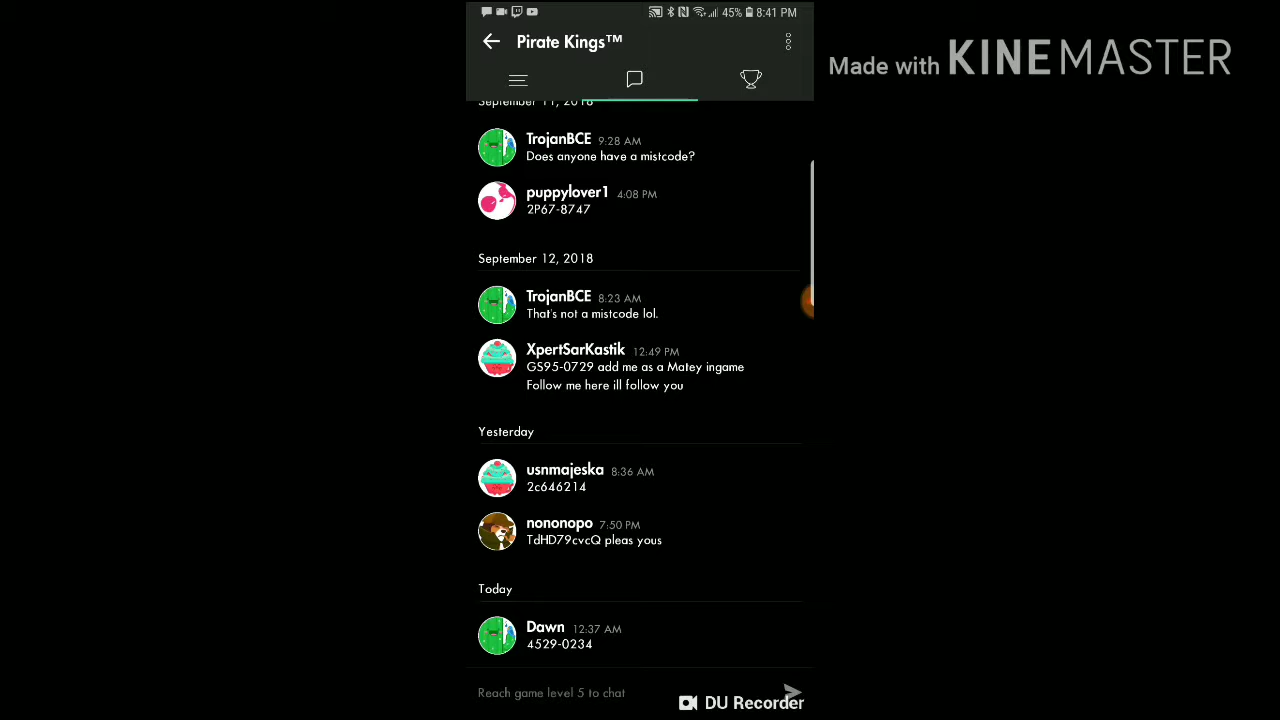 45% 8:41 PM
Made with KINEMASTER
Pirate Kings™
September 11, 2018
TrojanBCE 9:28 AM
Does anyone have a mistcode?
puppylover1 4:08 PM
2P67-8747
September 12, 2018
TrojanBCE 8:23 AM
That's not a mistcode lol.
XpertSarKastik 12:49 PM
GS95-0729 add me as a Matey ingame
Follow me here ill follow you
Yesterday
usnmajeska 8:36 AM
2c646214
nononopo 7:50 PM
TdHD79cvcQ pleas yous
Today
Dawn 12:37 AM
4529-0234
Reach game level 5 to chat
DU Recorder